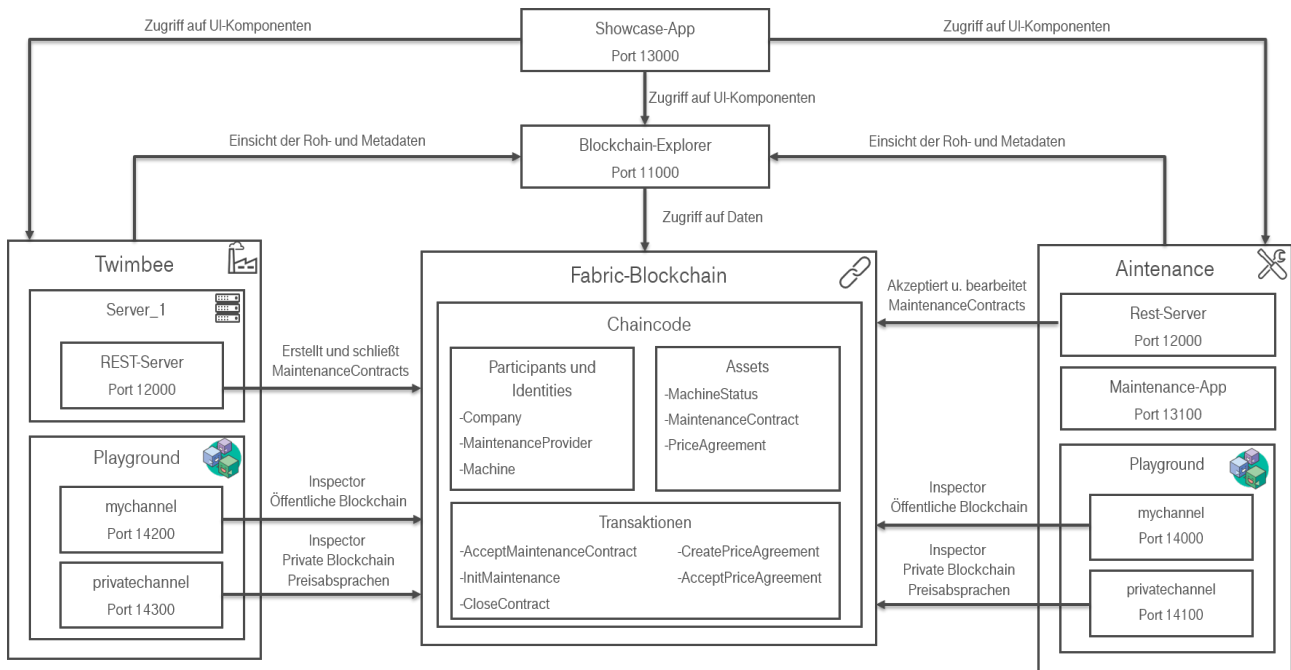 Zugriff auf UI-Komponenten
Showcase-App
Port 13000
Zugriff auf UI-Komponenten
Zugriff auf UI-Komponenten
Einsicht der Roh- und Metadaten
Blockchain-Explorer
Port 11000
Einsicht der Roh- und Metadaten
Zugriff auf Daten
Twimbee
Server_1
REST-Server
Port 12000
Playground
mychannel
Port 14200
privatechannel
Port 14300
Erstellt und schließt
MaintenanceContracts
Inspector
Öffentliche Blockchain
Inspector
Private Blockchain
Preisabsprachen
Fabric-Blockchain
Chaincode
Participants und
Identities
-Company
-MaintenanceProvider
-Machine
Assets
-MachineStatus
-MaintenanceContract
-PriceAgreement
Transaktionen
-AcceptMaintenanceContract
-InitMaintenance
-CloseContract
-CreatePriceAgreement
-AcceptPriceAgreement
Akzeptiert u. bearbeitet
MaintenanceContracts
Inspector
Öffentliche Blockchain
Inspector
Private Blockchain
Preisabsprachen
Aintenance
Rest-Server
Port 12000
Maintenance-App
Port 13100
Playground
mychannel
Port 14000
privatechannel
Port 14100